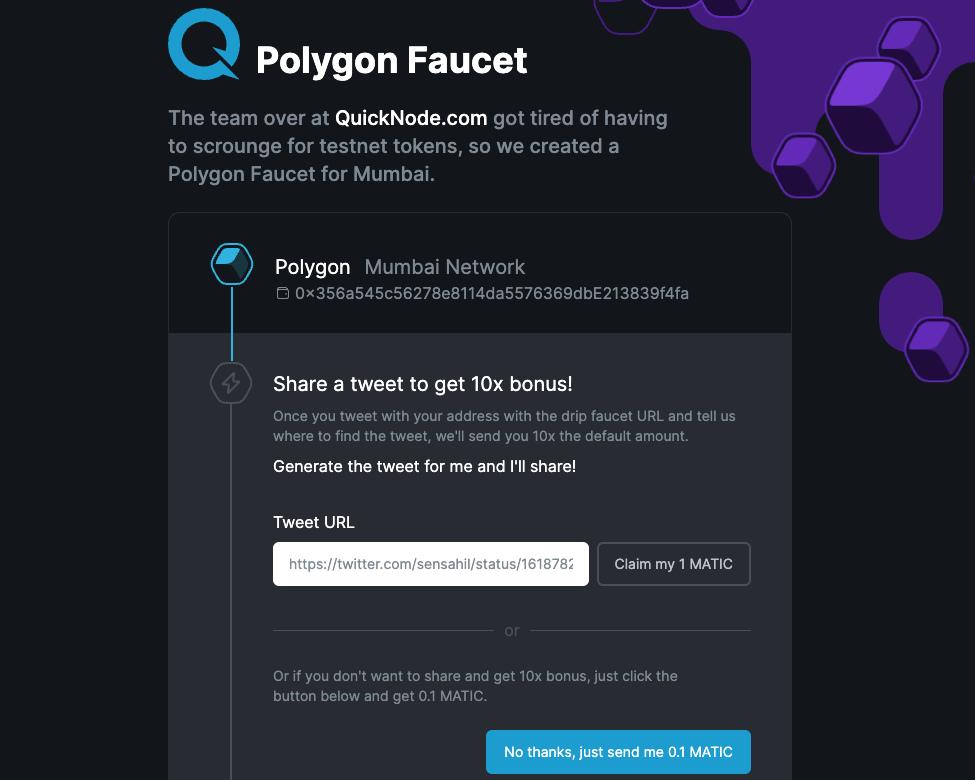 Polygon Faucet
The team over at QuickNode.com got tired of having
to scrounge for testnet tokens, so we created a
Polygon Faucet for Mumbai.
Polygon Mumbai Network
0x356a545c56278e8114da5576369dbE213839f4fa
Share a tweet to get 10x bonus!
Once you tweet with your address with the drip faucet URL and tell us
where to find the tweet, we'll send you 10x the default amount.
Generate the tweet for me and I'll share!
Tweet URL
https://twitter.com/sensahil/status/1618782
Claim my 1 MATIC
or
Or if you don't want to share and get 10x bonus, just click the
button below and get 0.1 MATIC.
No thanks, just send me 0.1 MATIC